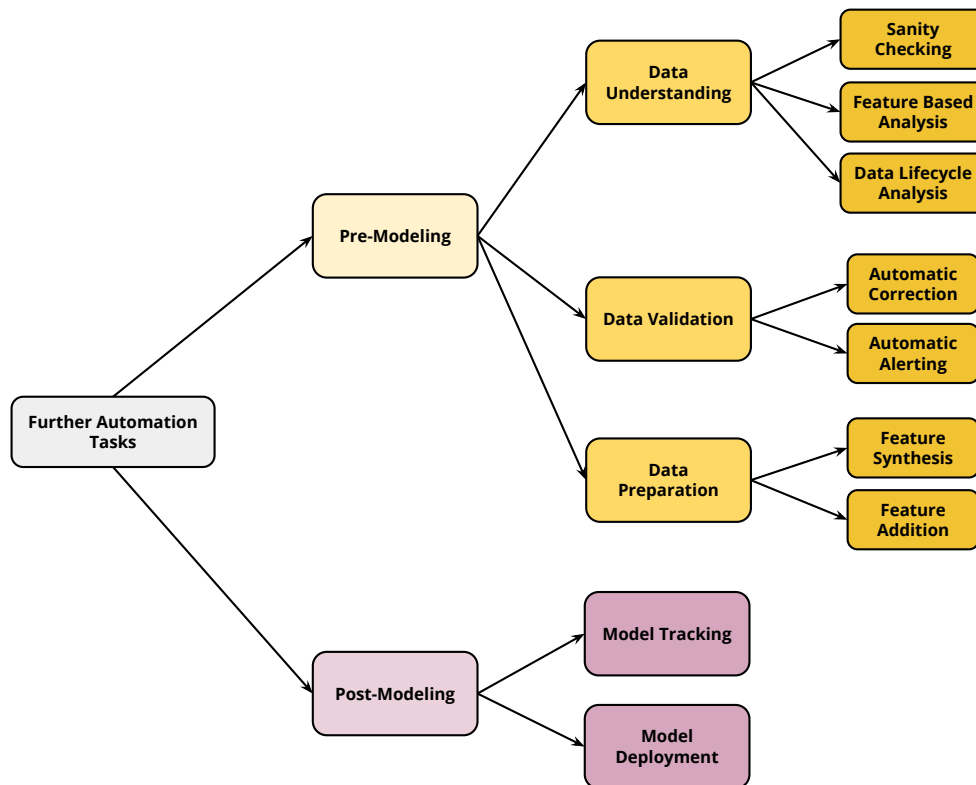 Sanity
Checking
Data
Understanding
Feature Based
Analysis
Data Lifecycle
Analysis
Pre-Modeling
Automatic
Correction
Data Validation
Automatic
Alerting
Further Automation
Tasks
Feature
Synthesis
Data
Preparation
Feature
Addition
Model Tracking
Post-Modeling
Model
Deployment